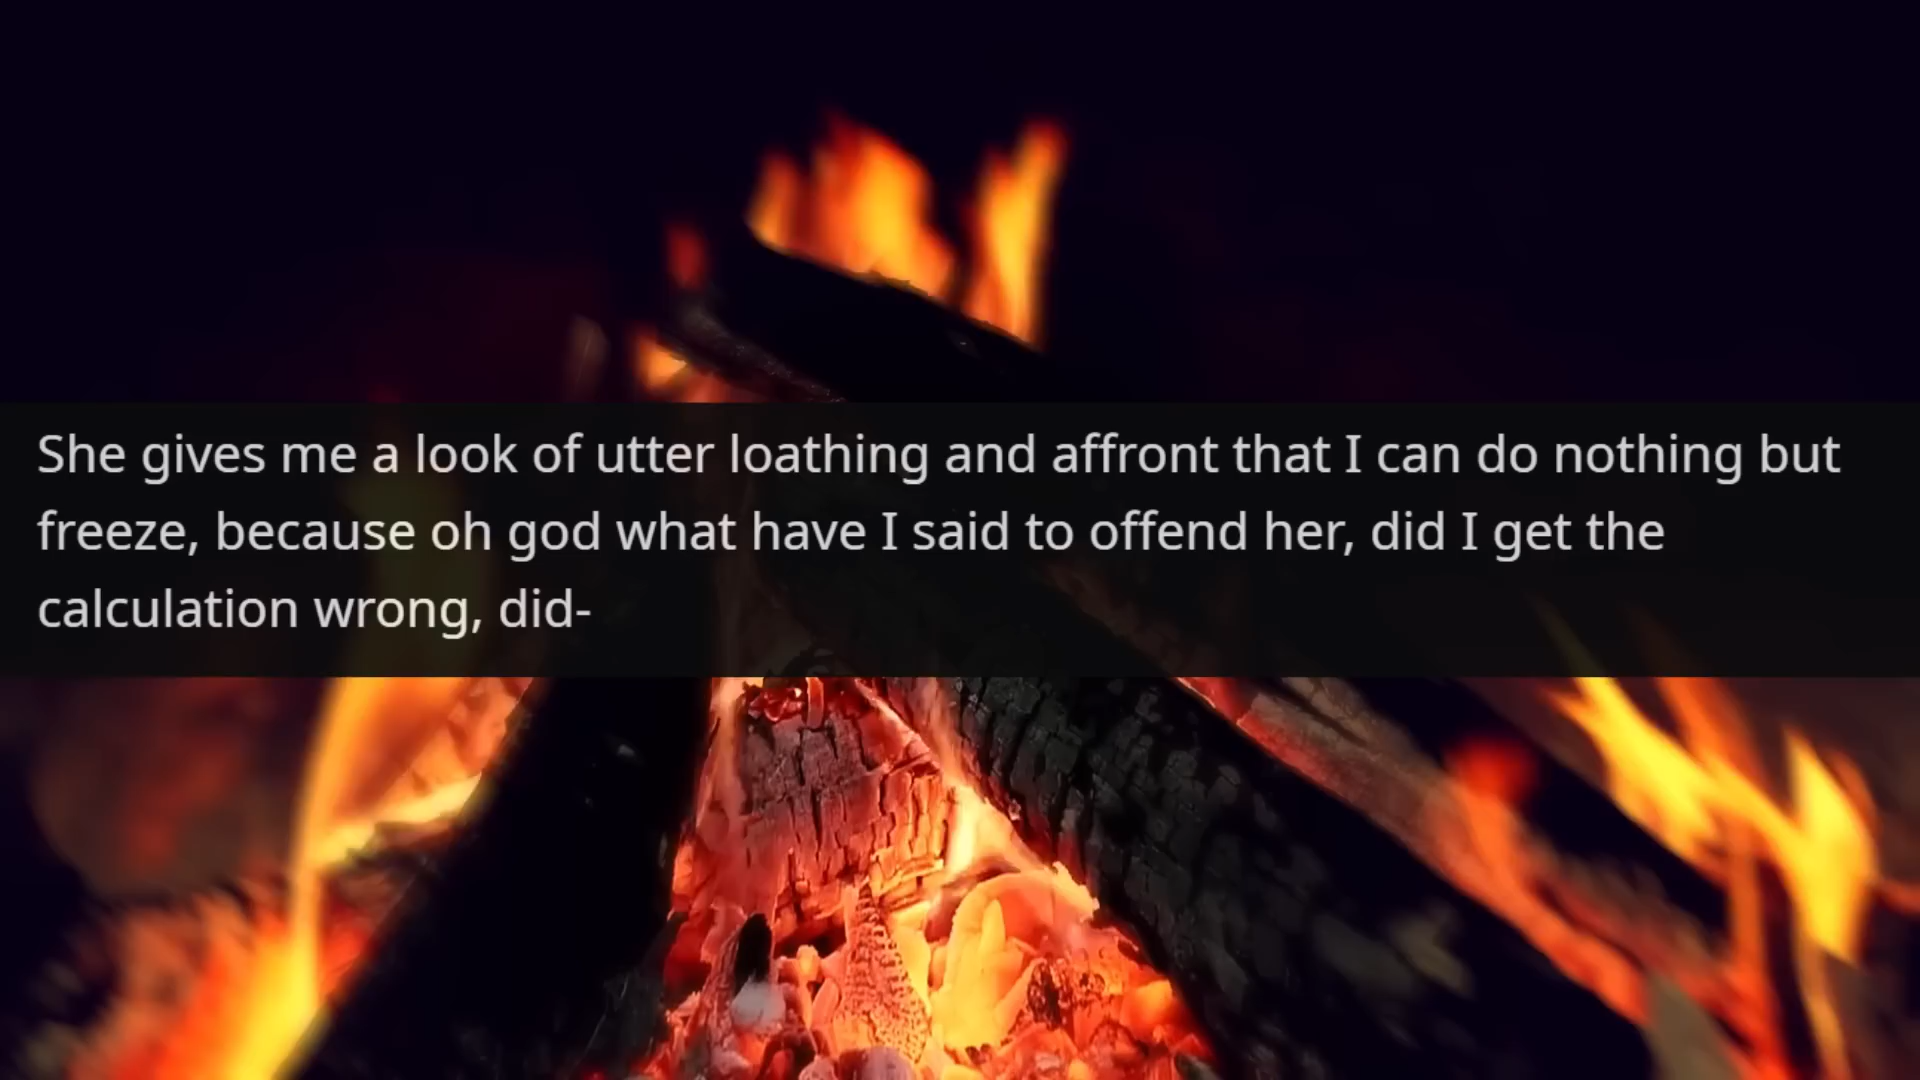 She gives me a look of utter loathing and affront that I can do nothing but
freeze, because oh god what have I said to offend her, did I get the
calculation wrong, did-